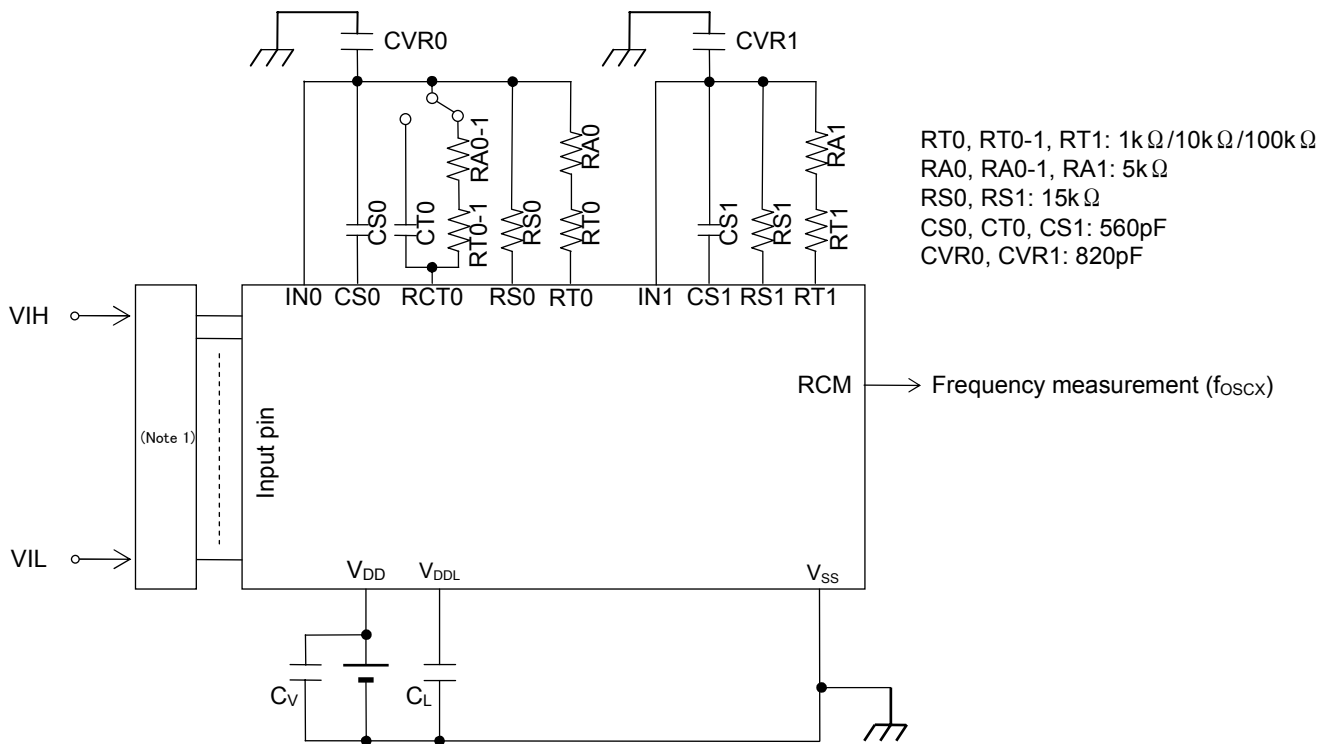 CVR0
CVR1
CS0
CT0
RA0-1
RT0-1
RS0
RA0
RT0
CS1
RS1
RA1
RT1
RT0, RT0-1, RT1: 1kΩ/10kΩ/100kΩ
RA0, RA0-1, RA1: 5kΩ
RS0, RS1: 15kΩ
CS0, CT0, CS1: 560pF
CVR0, CVR1: 820pF
IN0 CS0 RCT0 RS0 RT0
IN1 CS1 RS1 RT1
VIH
(Note 1)
Input pin
VIL
RCM
Frequency measurement (fOSCX)
VDD
VDDL
VSS
CV
CL